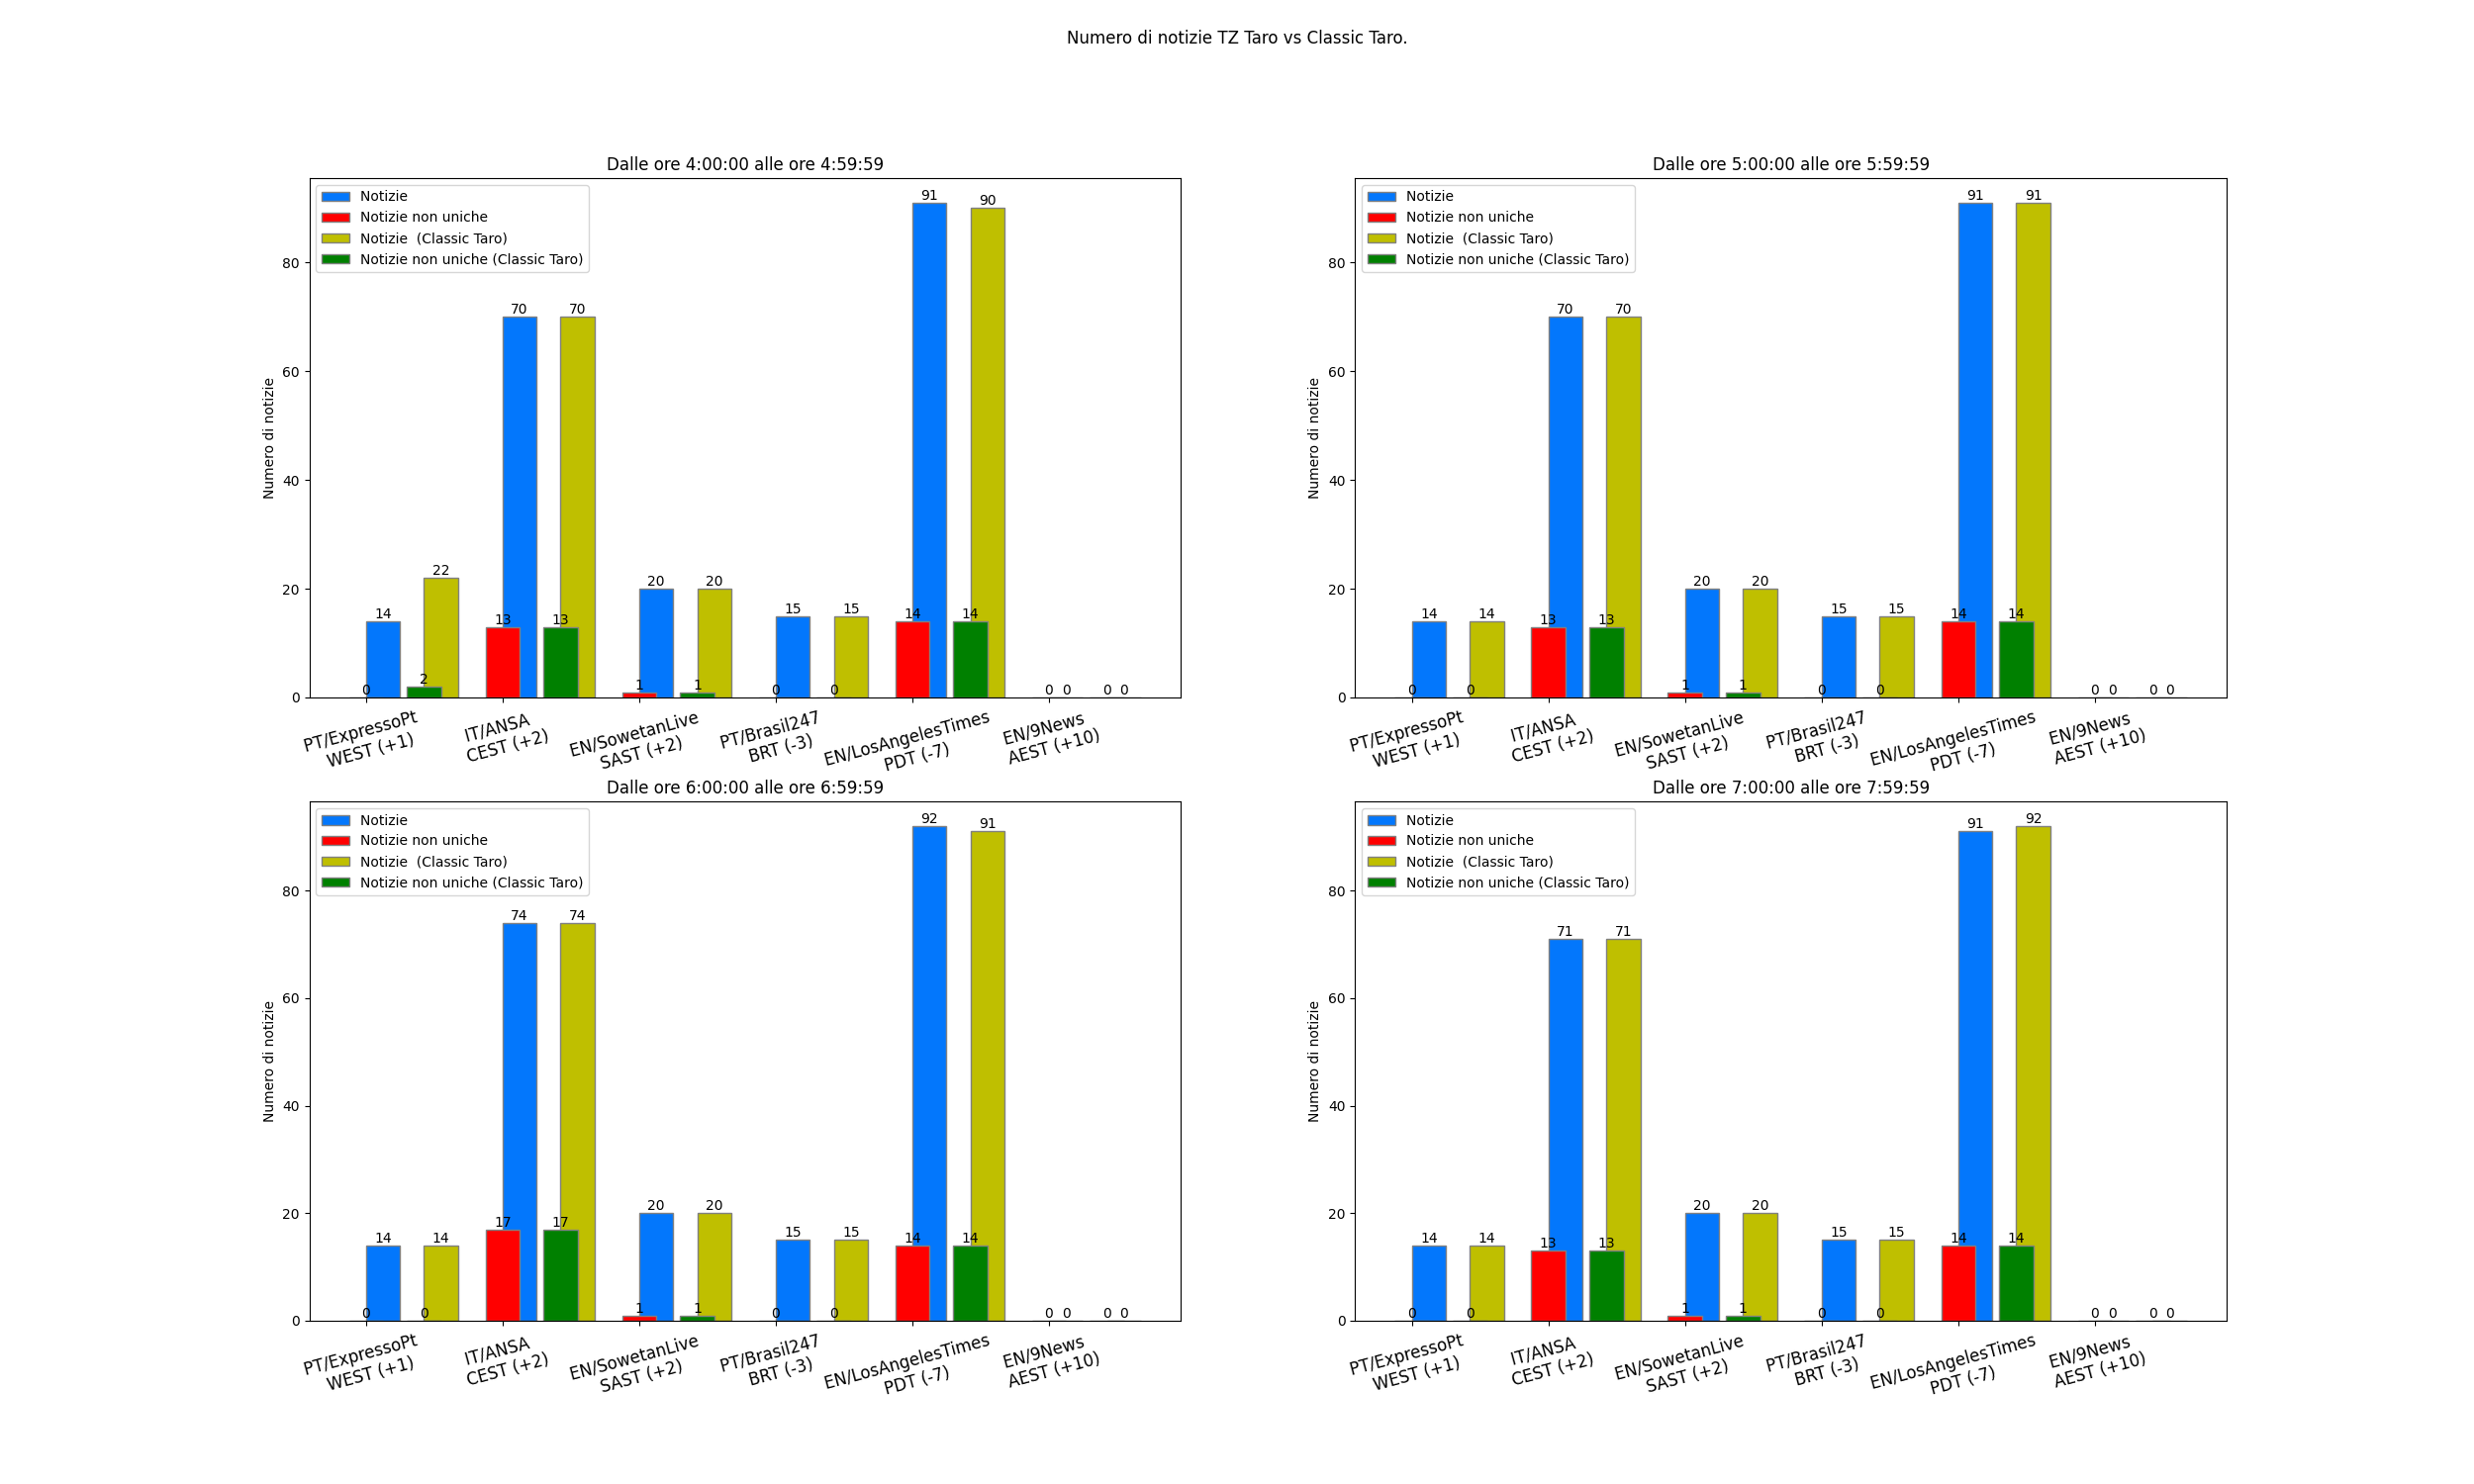 Numero di notizie TZ Taro vs Classic Taro.
Dalle ore 4:00:00 alle ore 4:59:59
Notizie
Notizie non uniche
Notizie  (Classic Taro)
Notizie non uniche (Classic Taro)
Numero di notizie
80
60
40
20
0
0 14 2 22
13 70 13 70
1 20 1 20
0 15 0 15
14 91 14 90
0 0 0 0
PT/ExpressoPt
WEST (+1)
IT/ANSA
CEST (+2)
EN/SowetanLive
SAST (+2)
PT/Brasil247
BRT (-3)
EN/LosAngelesTimes
PDT (-7)
EN/9News
AEST (+10)
Dalle ore 5:00:00 alle ore 5:59:59
Notizie
Notizie non uniche
Notizie  (Classic Taro)
Notizie non uniche (Classic Taro)
Numero di notizie
80
60
40
20
0
0 14 0 14
13 70 13 70
1 20 1 20
0 15 0 15
14 91 14 91
0 0 0 0
PT/ExpressoPt
WEST (+1)
IT/ANSA
CEST (+2)
EN/SowetanLive
SAST (+2)
PT/Brasil247
BRT (-3)
EN/LosAngelesTimes
PDT (-7)
EN/9News
AEST (+10)
Dalle ore 6:00:00 alle ore 6:59:59
Notizie
Notizie non uniche
Notizie  (Classic Taro)
Notizie non uniche (Classic Taro)
Numero di notizie
80
60
40
20
0
0 14 0 14
17 74 17 74
1 20 1 20
0 15 0 15
14 92 14 91
0 0 0 0
PT/ExpressoPt
WEST (+1)
IT/ANSA
CEST (+2)
EN/SowetanLive
SAST (+2)
PT/Brasil247
BRT (-3)
EN/LosAngelesTimes
PDT (-7)
EN/9News
AEST (+10)
Dalle ore 7:00:00 alle ore 7:59:59
Notizie
Notizie non uniche
Notizie  (Classic Taro)
Notizie non uniche (Classic Taro)
Numero di notizie
80
60
40
20
0
0 14 0 14
13 71 13 71
1 20 1 20
0 15 0 15
14 91 14 92
0 0 0 0
PT/ExpressoPt
WEST (+1)
IT/ANSA
CEST (+2)
EN/SowetanLive
SAST (+2)
PT/Brasil247
BRT (-3)
EN/LosAngelesTimes
PDT (-7)
EN/9News
AEST (+10)